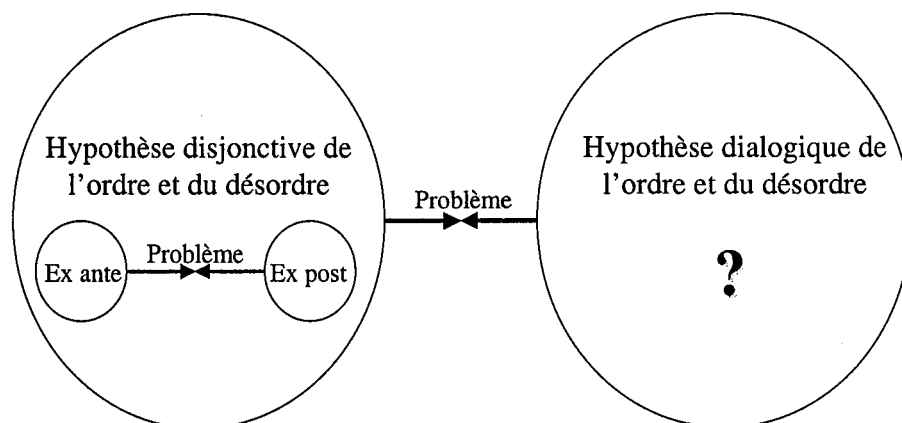 Hypothèse disjonctive de
l'ordre et du désordre
Problème
Ex ante
Ex post
Problème
Hypothèse dialogique de
l'ordre et du désordre
?